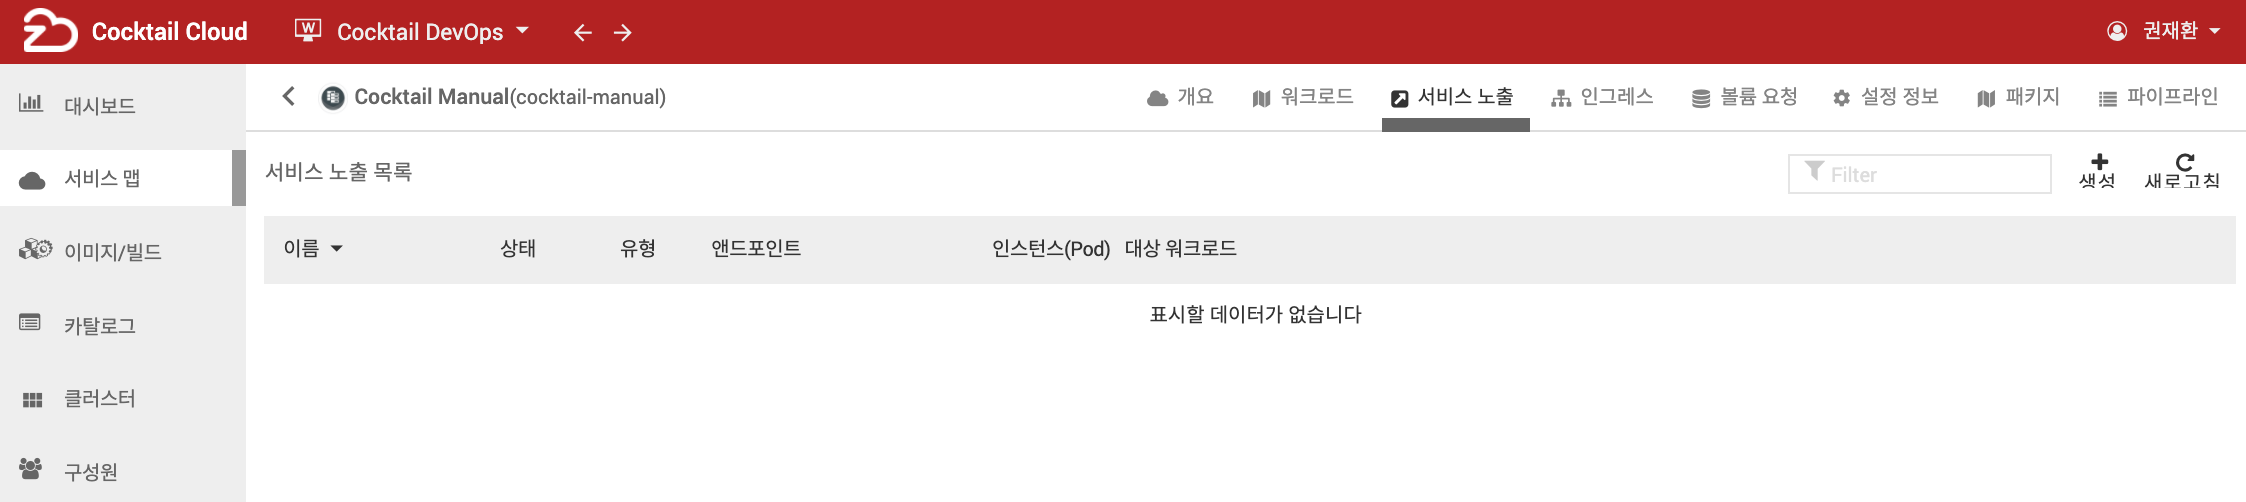 Cocktail Cloud
W Cocktail DevOps
권재환
대시보드
서비스 맵
이미지/빌드
카탈로그
클러스터
구성원
Cocktail Manual(cocktail-manual)
개요 워크로드 서비스 노출 인그레스 볼륨 요청 설정 정보 패키지 파이프라인
서비스 노출 목록
Filter
생성 새로고침
이름 상태 유형 앤드포인트 인스턴스(Pod) 대상 워크로드
표시할 데이터가 없습니다